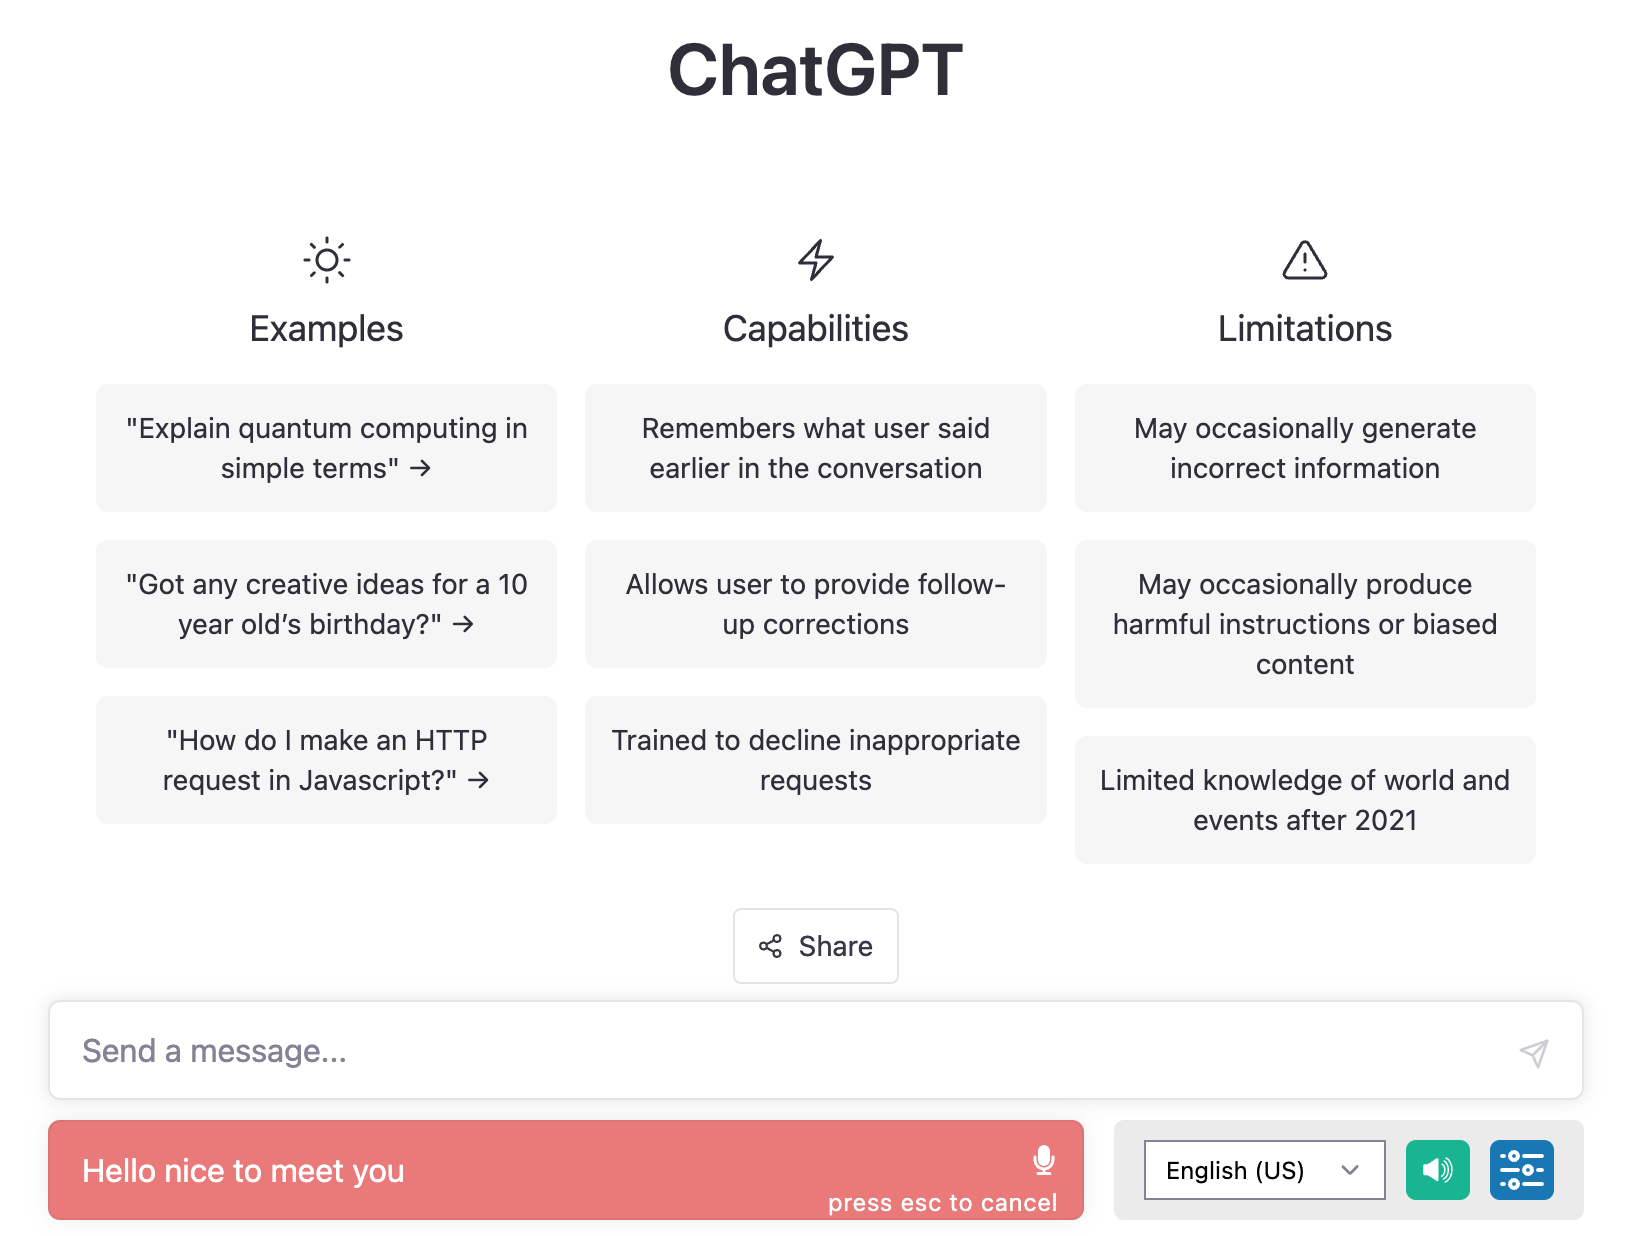 ChatGPT
Examples
"Explain quantum computing in
simple terms" →
"Got any creative ideas for a 10
year old’s birthday?" →
"How do I make an HTTP
request in Javascript?" →
Capabilities
Remembers what user said
earlier in the conversation
Allows user to provide follow-
up corrections
Trained to decline inappropriate
requests
Limitations
May occasionally generate
incorrect information
May occasionally produce
harmful instructions or biased
content
Limited knowledge of world and
events after 2021
Share
Send a message...
Hello nice to meet you
press esc to cancel
English (US)